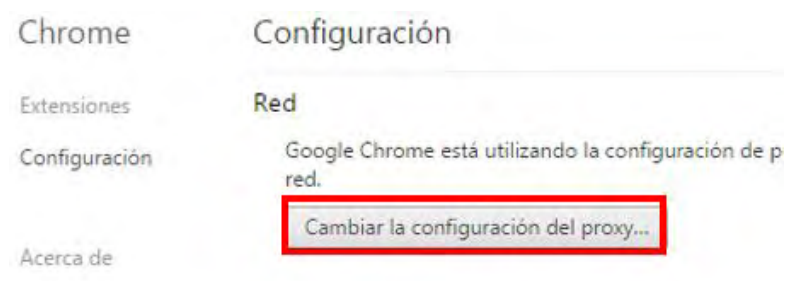 Chrome
Configuración
Extensiones
Red
Configuración
Google Chrome está utilizando la configuración de p
red.
Cambiar la configuración del proxy...
Acerca de